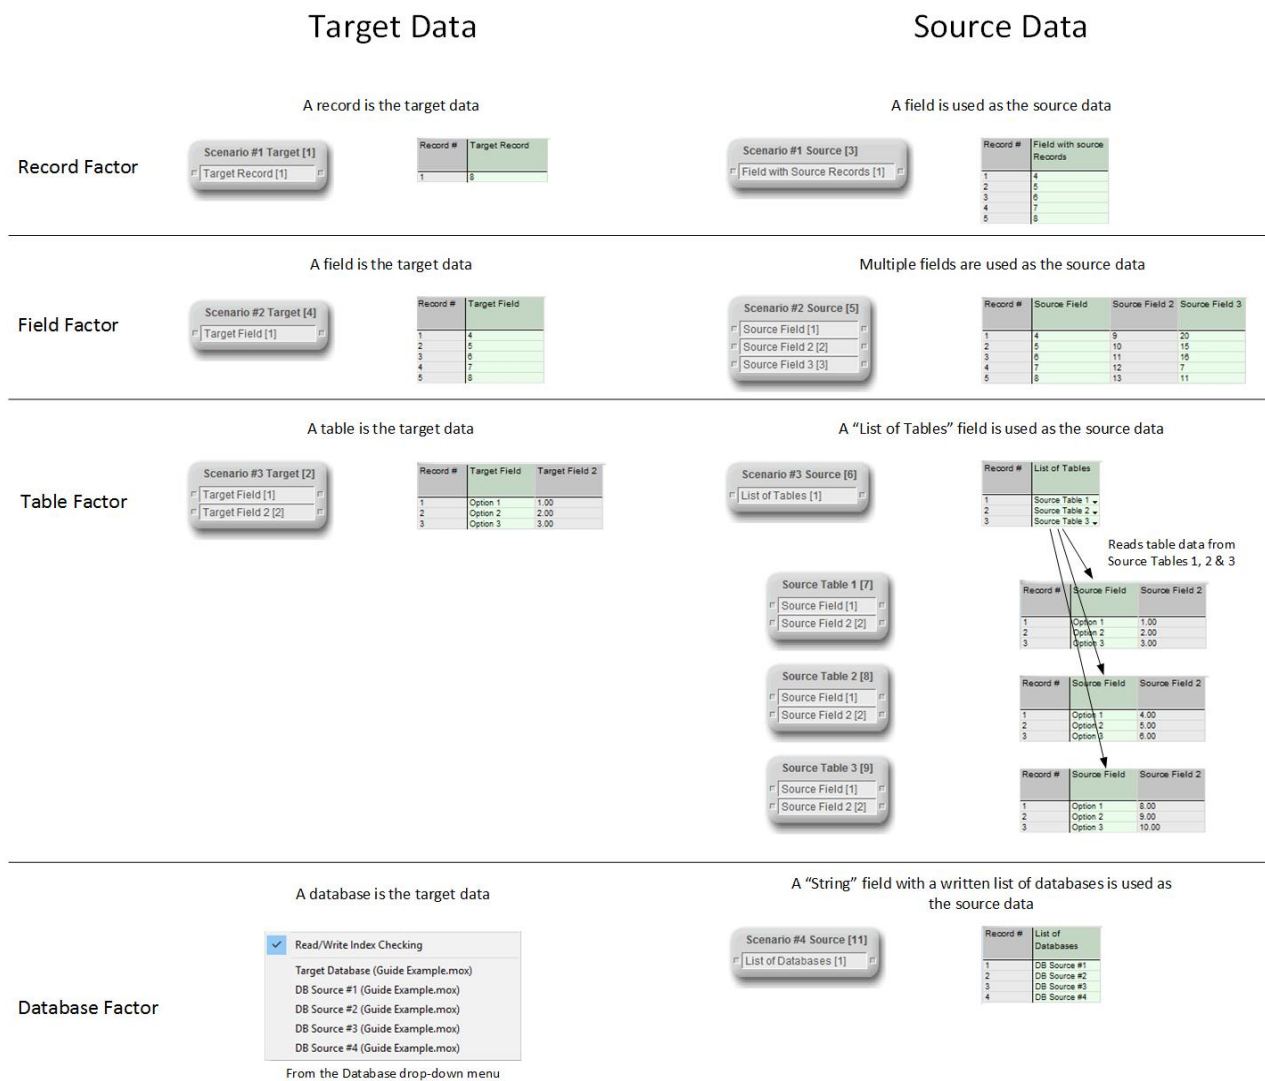 Target Data
Source Data
A record is the target data
A field is used as the source data
Record Factor
Scenario #1 Target [1]
Target Record [1]
Record # Target Record
1 8
Scenario #1 Source [3]
Field with Source Records [1]
Record # Field with source
Records
1 4
2 5
3 6
4 7
5 8
A field is the target data
Multiple fields are used as the source data
Field Factor
Scenario #2 Target [4]
Target Field [1]
Record # Target Field
1 4
2 5
3 6
4 7
5 8
Scenario #2 Source [5]
Source Field [1]
Source Field 2 [2]
Source Field 3 [3]
Record # Source Field Source Field 2 Source Field 3
1 4 9 20
2 5 10 15
3 6 11 16
4 7 12 7
5 8 13 11
A table is the target data
A “List of Tables” field is used as the source data
Table Factor
Scenario #3 Target [2]
Target Field [1]
Target Field 2 [2]
Record # Target Field Target Field 2
1 Option 1 1.00
2 Option 2 2.00
3 Option 3 3.00
Scenario #3 Source [6]
List of Tables [1]
Record # List of Tables
1 Source Table 1
2 Source Table 2
3 Source Table 3
Reads table data from
Source Tables 1, 2 & 3
Source Table 1 [7]
Source Field [1]
Source Field 2 [2]
Record # Source Field Source Field 2
1 Option 1 1.00
2 Option 2 2.00
3 Option 3 3.00
Source Table 2 [8]
Source Field [1]
Source Field 2 [2]
Record # Source Field Source Field 2
1 Option 1 4.00
2 Option 2 5.00
3 Option 3 6.00
Source Table 3 [9]
Source Field [1]
Source Field 2 [2]
Record # Source Field Source Field 2
1 Option 1 8.00
2 Option 2 9.00
3 Option 3 10.00
A database is the target data
A “String” field with a written list of databases is used as
the source data
Database Factor
Read/Write Index Checking
Target Database (Guide Example.mox)
DB Source #1 (Guide Example.mox)
DB Source #2 (Guide Example.mox)
DB Source #3 (Guide Example.mox)
DB Source #4 (Guide Example.mox)
From the Database drop-down menu
Scenario #4 Source [11]
List of Databases [1]
Record # List of
Databases
1 DB Source #1
2 DB Source #2
3 DB Source #3
4 DB Source #4